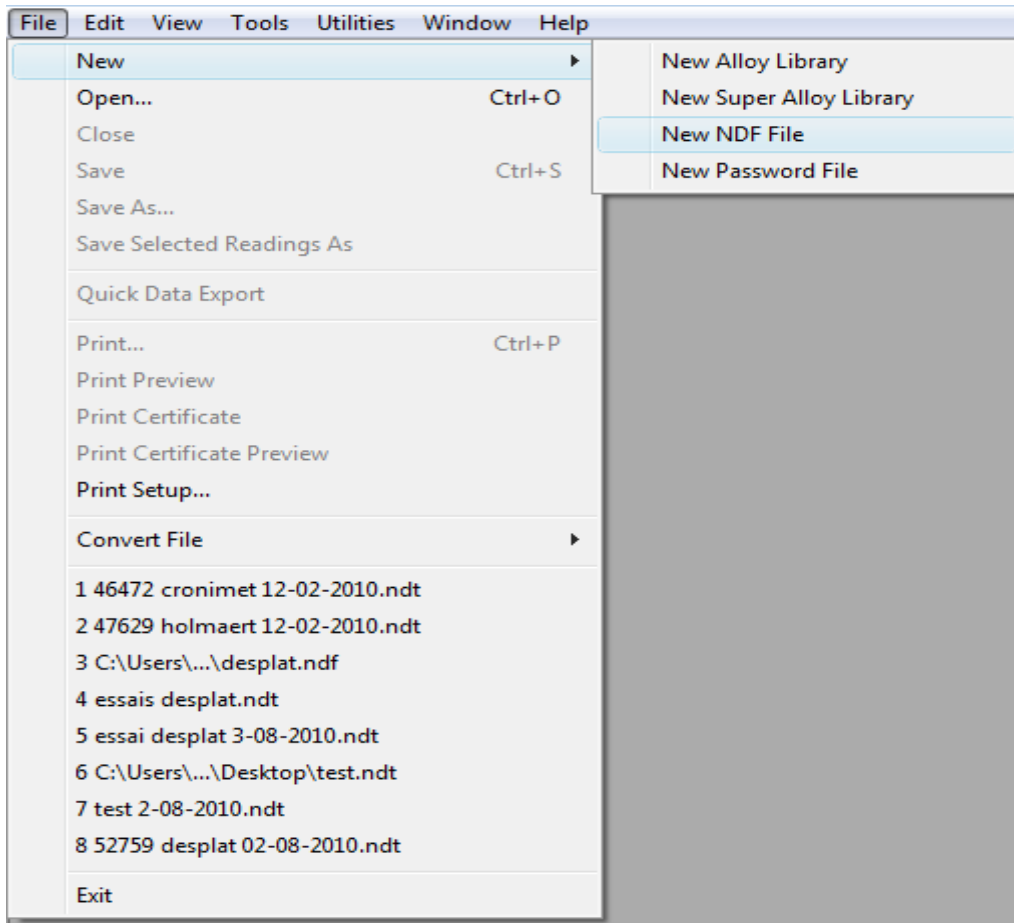 File Edit View Tools Utilities Window Help
New
Open... Ctrl+O
Close
Save Ctrl+S
Save As...
Save Selected Readings As
Quick Data Export
Print... Ctrl+P
Print Preview
Print Certificate
Print Certificate Preview
Print Setup...
Convert File
1 46472 cronimet 12-02-2010.ndt
2 47629 holmaert 12-02-2010.ndt
3 C:\Users\...\desplat.ndf
4 essais desplat.ndt
5 essai desplat 3-08-2010.ndt
6 C:\Users\...\Desktop\test.ndt
7 test 2-08-2010.ndt
8 52759 desplat 02-08-2010.ndt
Exit
New Alloy Library
New Super Alloy Library
New NDF File
New Password File